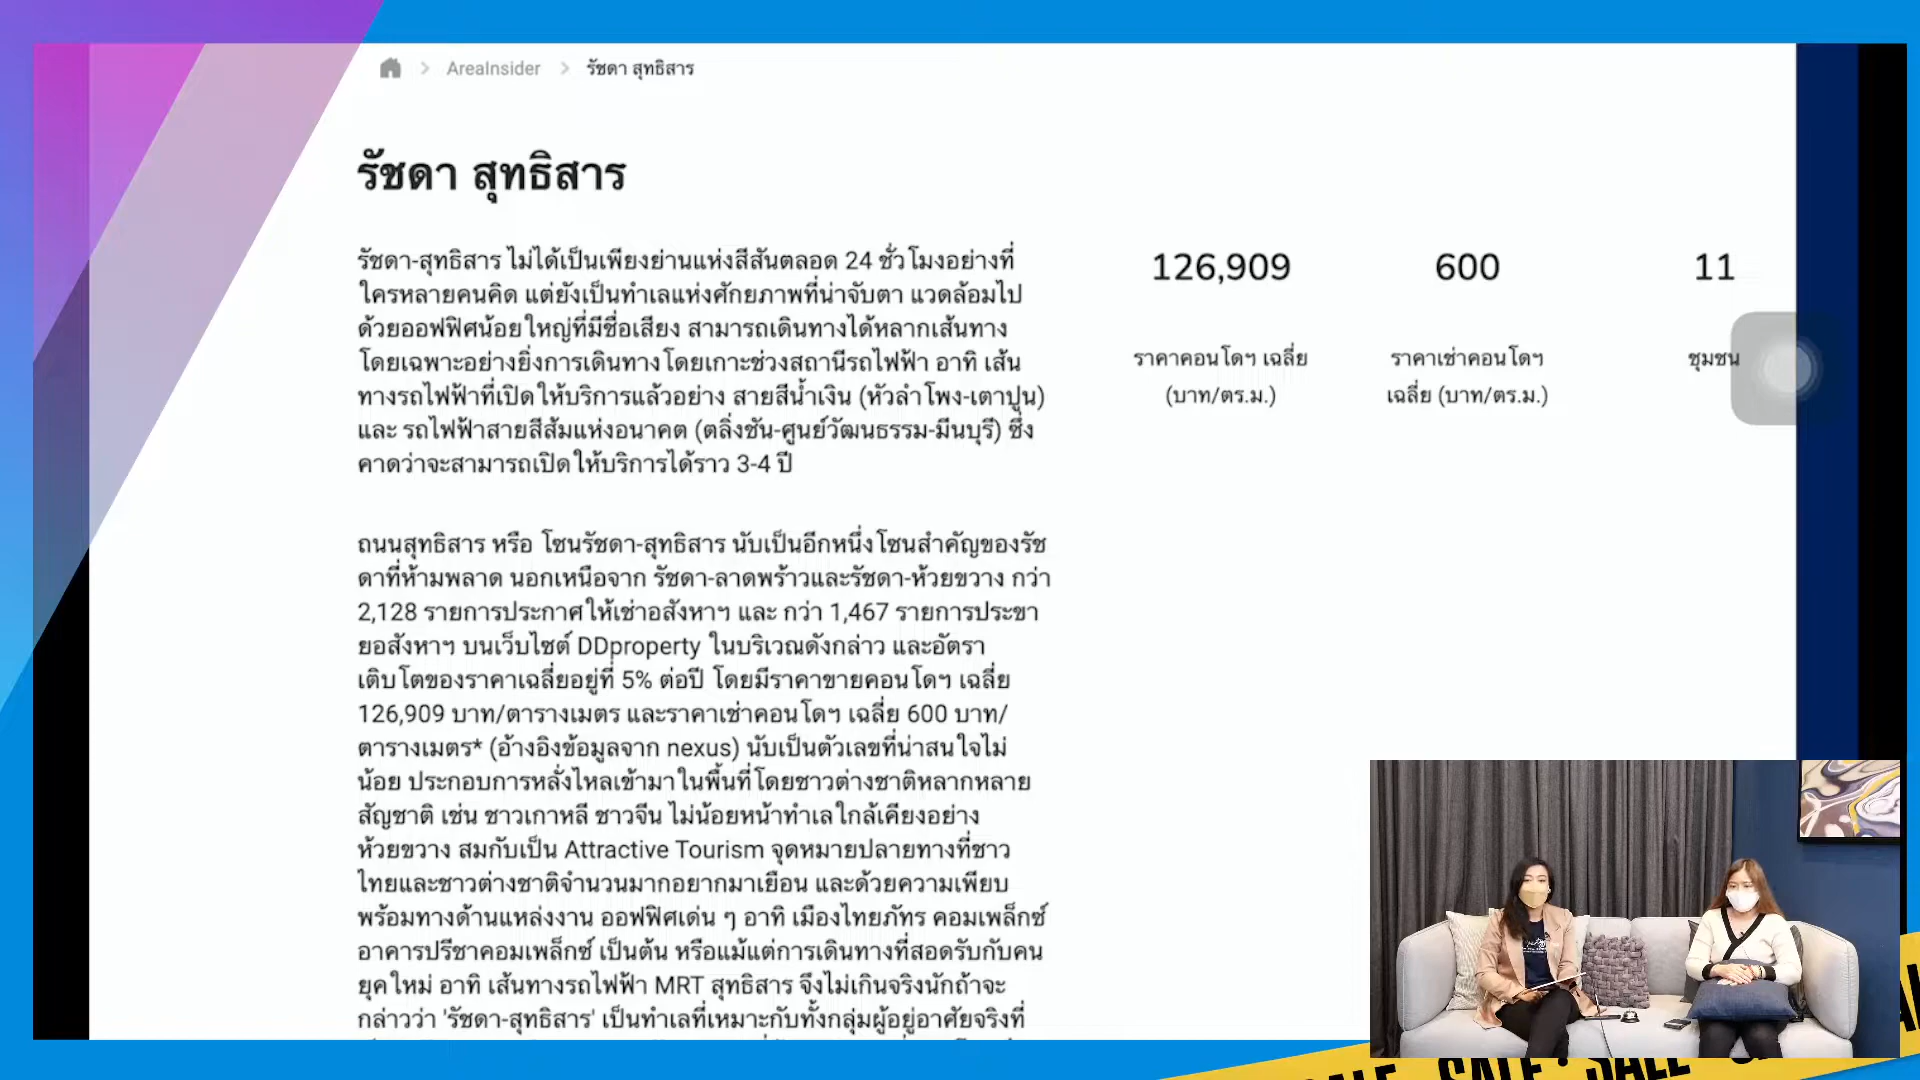 AreaInsider
รัชดา สุทธิสาร
รัชดา สุทธิสาร
รัชดา-สุทธิสาร ไม่ได้เป็นเพียงย่านแห่งสีสันตลอด 24 ชั่วโมงอย่างที่
ใครหลายคนคิด แต่ยังเป็นทำเลแห่งศักยภาพที่น่าจับตา แวดล้อมไป
ด้วยออฟฟิศน้อยใหญ่ที่มีชื่อเสียง สามารถเดินทางได้หลากเส้นทาง
โดยเฉพาะอย่างยิ่งการเดินทางโดยเกาะช่วงสถานีรถไฟฟ้า อาทิ เส้น
ทางรถไฟฟ้าที่เปิดให้บริการแล้วอย่าง สายสีน้ำเงิน (หัวลำโพง-เตาปูน)
และ รถไฟฟ้าสายสีส้มแห่งอนาคต (ตลิ่งชัน-ศูนย์วัฒนธรรม-มีนบุรี) ซึ่ง
คาดว่าจะสามารถเปิดให้บริการได้ราว 3-4 ปี
126,909
ราคาคอนโดฯ เฉลี่ย
(บาท/ตร.ม.)
600
ราคาเช่าคอนโดฯ
เฉลี่ย (บาท/ตร.ม.)
11
ชุมชน
ถนนสุทธิสาร หรือ โซนรัชดา-สุทธิสาร นับเป็นอีกหนึ่งโซนสำคัญของรัช
ดาที่ห้ามพลาด นอกเหนือจาก รัชดา-ลาดพร้าวและรัชดา-ห้วยขวาง กว่า
2,128 รายการประกาศให้เช่าอสังหาฯ และ กว่า 1,467 รายการประขา
ยอสังหาฯ บนเว็บไซต์ DDproperty ในบริเวณดังกล่าว และอัตรา
เติบโตของราคาเฉลี่ยอยู่ที่ 5% ต่อปี โดยมีราคาขายคอนโดฯ เฉลี่ย
126,909 บาท/ตารางเมตร และราคาเช่าคอนโดฯ เฉลี่ย 600 บาท/
ตารางเมตร* (อ้างอิงข้อมูลจาก nexus) นับเป็นตัวเลขที่น่าสนใจไม่
น้อย ประกอบการหลั่งไหลเข้ามาในพื้นที่โดยชาวต่างชาติหลากหลาย
สัญชาติ เช่น ชาวเกาหลี ชาวจีน ไม่น้อยหน้าทำเลใกล้เคียงอย่าง
ห้วยขวาง สมกับเป็น Attractive Tourism จุดหมายปลายทางที่ชาว
ไทยและชาวต่างชาติจำนวนมากอยากมาเยือน และด้วยความเพียบ
พร้อมทางด้านแหล่งงาน ออฟฟิศเด่น ๆ อาทิ เมืองไทยภัทร คอมเพล็กซ์
อาคารปรีชาคอมเพล็กซ์ เป็นต้น หรือแม้แต่การเดินทางที่สอดรับกับคน
ยุคใหม่ อาทิ เส้นทางรถไฟฟ้า MRT สุทธิสาร จึงไม่เกินจริงนักถ้าจะ
กล่าวว่า 'รัชดา-สุทธิสาร' เป็นทำเลที่เหมาะกับทั้งกลุ่มผู้อยู่อาศัยจริงที่
SALE